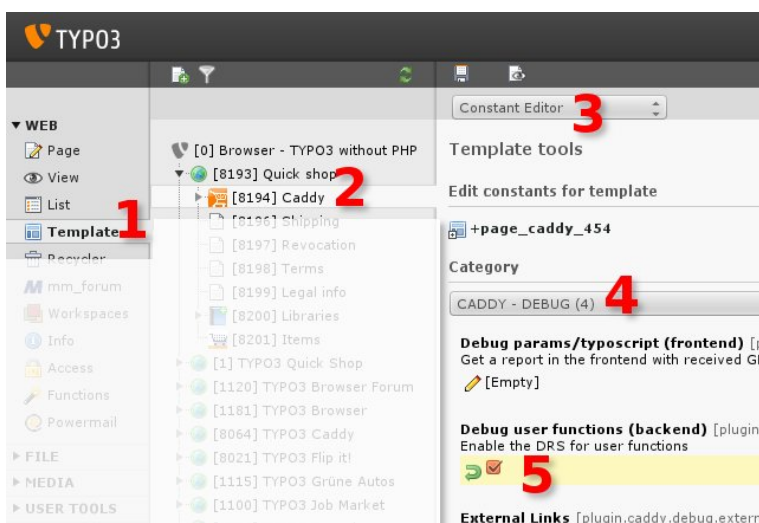 TYPO3
Constant Editor
3
WEB
Page
View
List
1
Template
Recycler
mm_forum
Workspaces
Info
Access
Functions
Powermail
FILE
MEDIA
USER TOOLS
[0] Browser - TYPO3 without PHP
[8193] Quick shop
2
[8194] Caddy
[8196] Shipping
[8197] Revocation
[8198] Terms
[8199] Legal info
[8200] Libraries
[8201] Items
[1] TYPO3 Quick Shop
[1120] TYPO3 Browser Forum
[1181] TYPO3 Browser
[8064] TYPO3 Caddy
[8021] TYPO3 Flip it!
[1115] TYPO3 Grüne Autos
[1100] TYPO3 Job Market
Template tools
Edit constants for template
+page_caddy_454
Category
4
CADDY - DEBUG (4)
Debug params/typoscript (frontend) [
Get a report in the frontend with received
[Empty]
Debug user functions (backend) [plugin
Enable the DRS for user functions
5
External Links [plugin.caddy.debug.extern